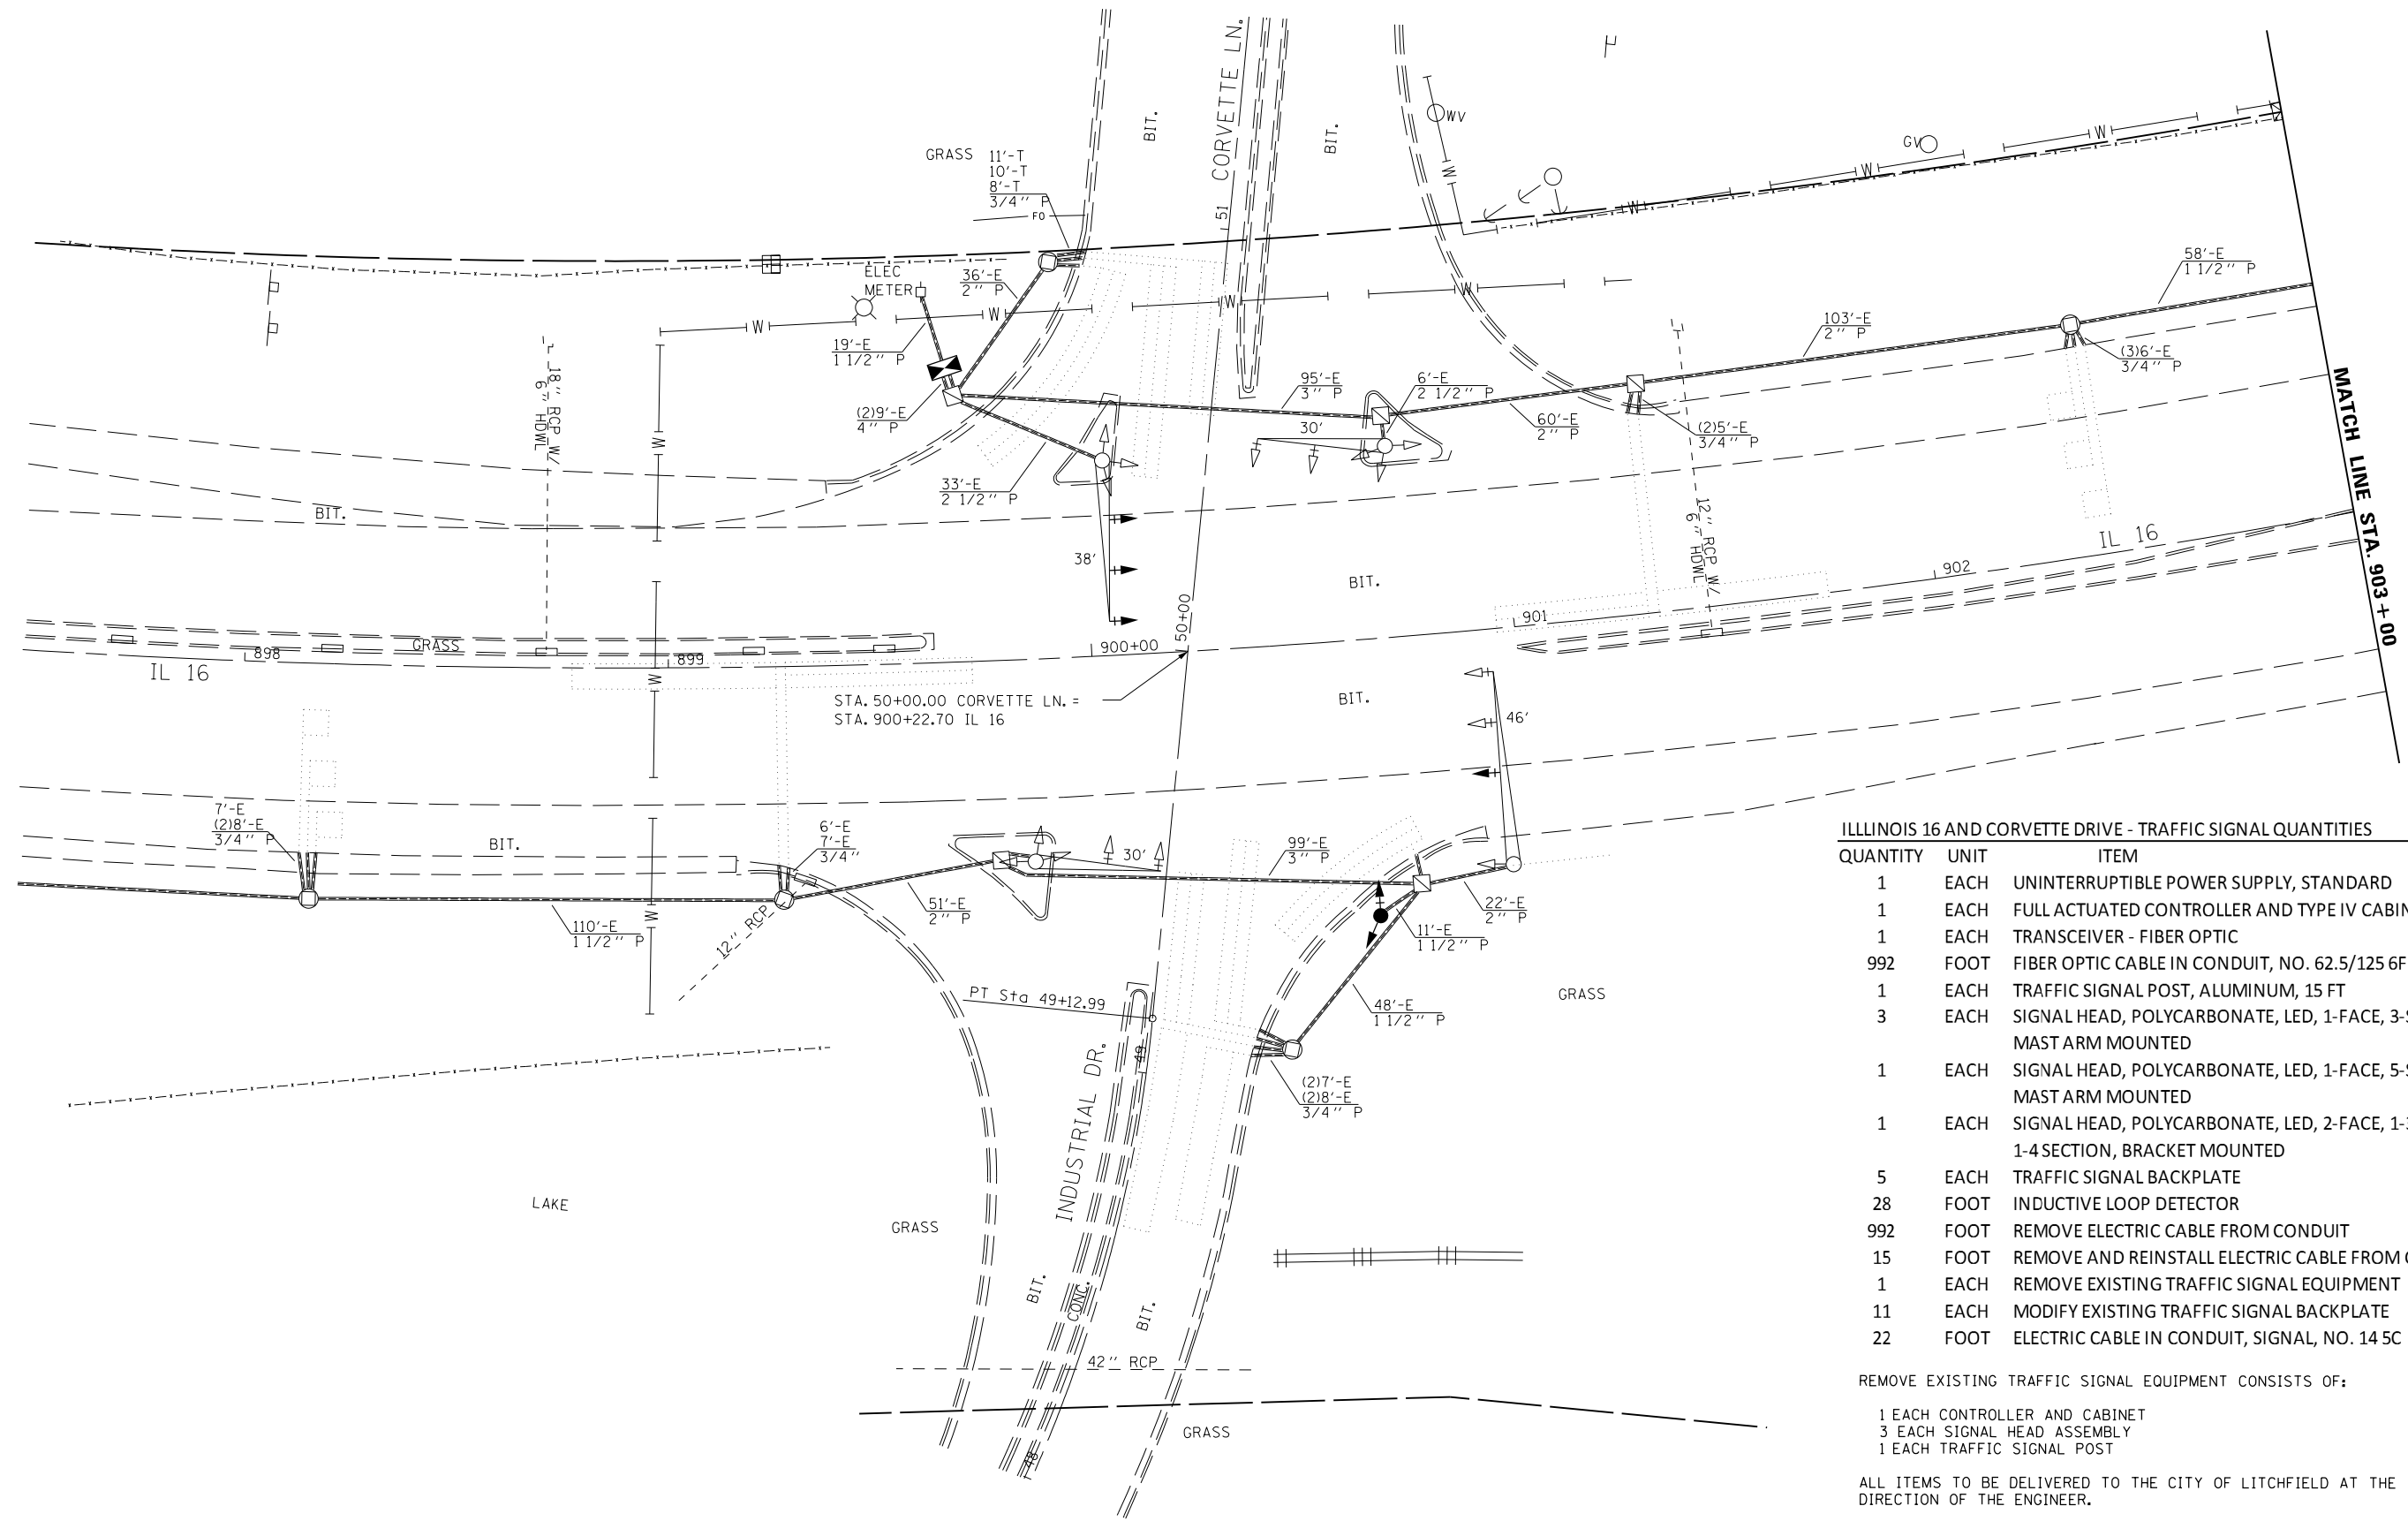 CORVETTE LN.
51
BIT.
BIT.
GRASS
11'-T
10'-T
8'-T
3/4" P
FO
WV
GV
W
W
W
W
W
W
W
W
W
W
W
W
ELEC
METER
36'-E
2" P
19'-E
1 1/2" P
(2)9'-E
4" P
33'-E
2 1/2" P
95'-E
3" P
6'-E
2 1/2" P
30'
60'-E
2" P
(2)5'-E
3/4" P
103'-E
2" P
58'-E
1 1/2" P
(3)6'-E
3/4" P
18" RCP W/
6" HDWL
12" RCP W/
6" HDWL
MATCH LINE STA. 903+00
BIT.
38'
BIT.
IL 16
902
901
50+00
900+00
GRASS
898
899
IL 16
STA. 50+00.00 CORVETTE LN. =
STA. 900+22.70 IL 16
BIT.
46'
7'-E
(2)8'-E
3/4" P
BIT.
6'-E
7'-E
3/4"
30'
99'-E
3" P
51'-E
2" P
22'-E
2" P
11'-E
1 1/2" P
110'-E
1 1/2" P
12" RCP
48'-E
1 1/2" P
GRASS
PT Sta 49+12.99
49
(2)7'-E
(2)8'-E
3/4" P
INDUSTRIAL DR.
LAKE
GRASS
BIT.
CONC.
BIT.
42" RCP
48
GRASS
ILLLINOIS 16 AND CORVETTE DRIVE - TRAFFIC SIGNAL QUANTITIES
QUANTITY UNIT ITEM
1 EACH UNINTERRUPTIBLE POWER SUPPLY, STANDARD
1 EACH FULL ACTUATED CONTROLLER AND TYPE IV CABIN
1 EACH TRANSCEIVER - FIBER OPTIC
992 FOOT FIBER OPTIC CABLE IN CONDUIT, NO. 62.5/125 6F
1 EACH TRAFFIC SIGNAL POST, ALUMINUM, 15 FT
3 EACH SIGNAL HEAD, POLYCARBONATE, LED, 1-FACE, 3-
MAST ARM MOUNTED
1 EACH SIGNAL HEAD, POLYCARBONATE, LED, 1-FACE, 5-
MAST ARM MOUNTED
1 EACH SIGNAL HEAD, POLYCARBONATE, LED, 2-FACE, 1-
1-4 SECTION, BRACKET MOUNTED
5 EACH TRAFFIC SIGNAL BACKPLATE
28 FOOT INDUCTIVE LOOP DETECTOR
992 FOOT REMOVE ELECTRIC CABLE FROM CONDUIT
15 FOOT REMOVE AND REINSTALL ELECTRIC CABLE FROM
1 EACH REMOVE EXISTING TRAFFIC SIGNAL EQUIPMENT
11 EACH MODIFY EXISTING TRAFFIC SIGNAL BACKPLATE
22 FOOT ELECTRIC CABLE IN CONDUIT, SIGNAL, NO. 14 5C
REMOVE EXISTING TRAFFIC SIGNAL EQUIPMENT CONSISTS OF:
1 EACH CONTROLLER AND CABINET
3 EACH SIGNAL HEAD ASSEMBLY
1 EACH TRAFFIC SIGNAL POST
ALL ITEMS TO BE DELIVERED TO THE CITY OF LITCHFIELD AT THE
DIRECTION OF THE ENGINEER.